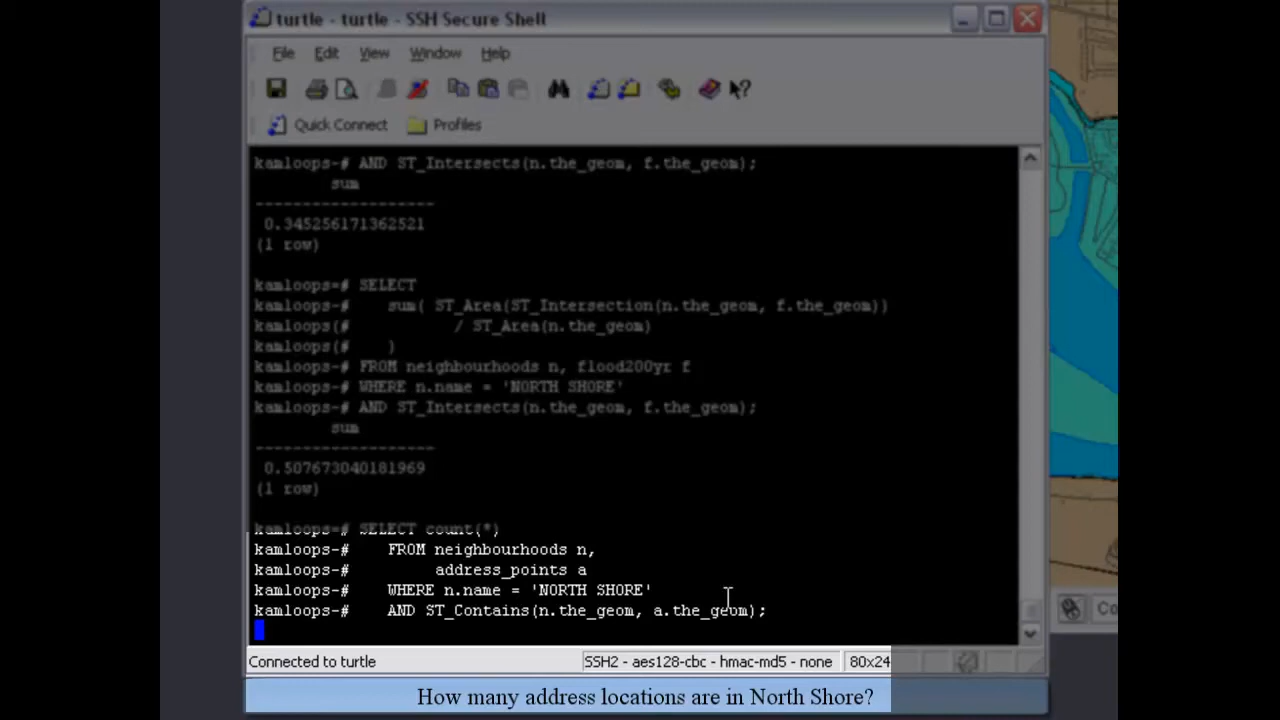 turtle - turtle - SSH Secure Shell
File Edit View Window Help
Quick Connect Profiles
kamloops-# AND ST_Intersects(n.the_geom, f.the_geom);
sum
-------------------
0.345256171362521
(1 row)
kamloops=# SELECT
kamloops-# sum( ST_Area(ST_Intersection(n.the_geom, f.the_geom))
kamloops(# / ST_Area(n.the_geom)
kamloops(# )
kamloops-# FROM neighbourhoods n, flood200yr f
kamloops-# WHERE n.name = 'NORTH SHORE'
kamloops-# AND ST_Intersects(n.the_geom, f.the_geom);
sum
-------------------
0.507673040181969
(1 row)
kamloops=# SELECT count(*)
kamloops-# FROM neighbourhoods n,
kamloops-# address_points a
kamloops-# WHERE n.name = 'NORTH SHORE'
kamloops-# AND ST_Contains(n.the_geom, a.the_geom);
Connected to turtle SSH2 - aes128-cbc - hmac-md5 - none 80x24
How many address locations are in North Shore?